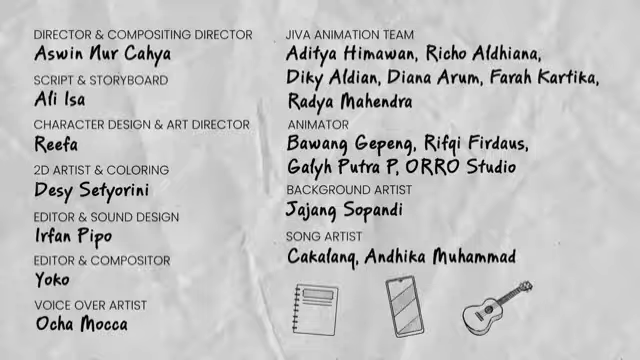 DIRECTOR & COMPOSITING DIRECTOR
Aswin Nur Cahya
SCRIPT & STORYBOARD
Ali Isa
CHARACTER DESIGN & ART DIRECTOR
Reefa
2D ARTIST & COLORING
Desy Setyorini
EDITOR & SOUND DESIGN
Irfan Pipo
EDITOR & COMPOSITOR
Yoko
VOICE OVER ARTIST
Ocha Mocca
JIVA ANIMATION TEAM
Aditya Himawan, Richo Aldhiana,
Diky Aldian, Diana Arum, Farah Kartika,
Radya Mahendra
ANIMATOR
Bawang Gepeng, Rifqi Firdaus,
Galyh Putra P, ORRO Studio
BACKGROUND ARTIST
Jajang Sopandi
SONG ARTIST
Cakalanq, Andhika Muhammad